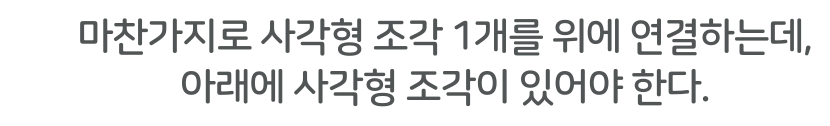 마찬가지로 사각형 조각 1개를 위에 연결하는데,
아래에 사각형 조각이 있어야 한다.